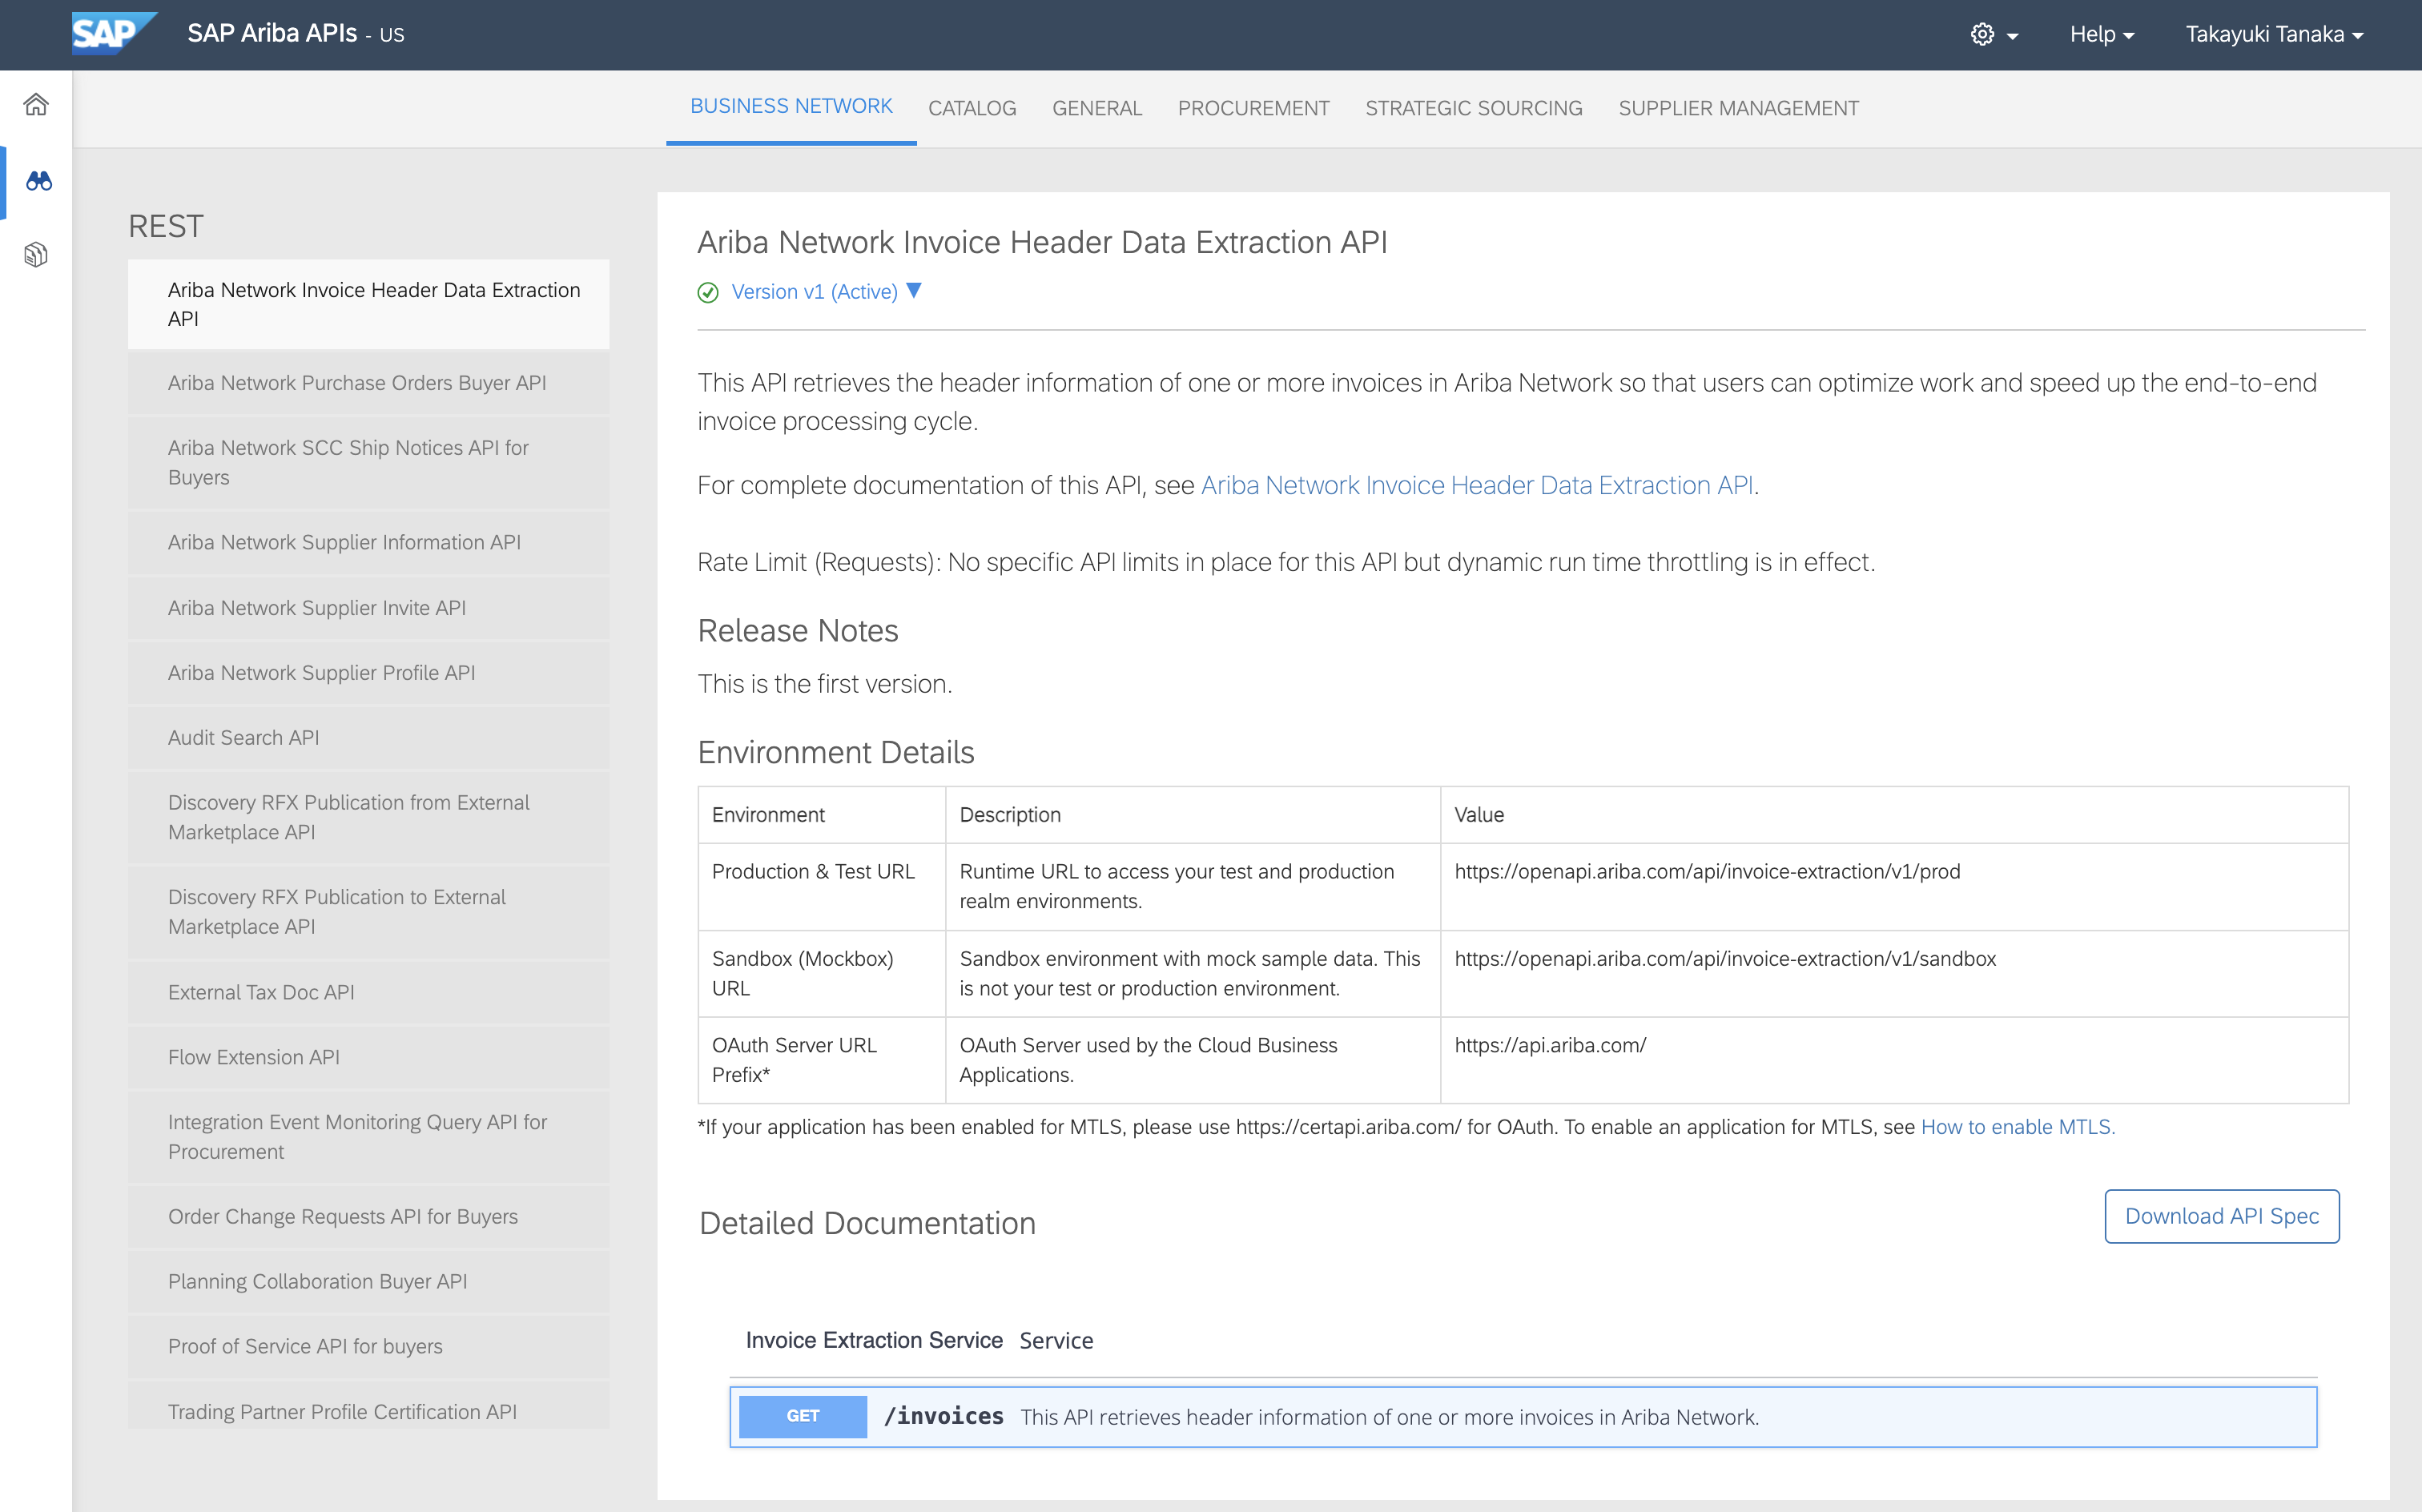 SAP SAP Ariba APIs - US
Help
Takayuki Tanaka
BUSINESS NETWORK
CATALOG
GENERAL
PROCUREMENT
STRATEGIC SOURCING
SUPPLIER MANAGEMENT
REST
Ariba Network Invoice Header Data Extraction
API
Ariba Network Purchase Orders Buyer API
Ariba Network SCC Ship Notices API for
Buyers
Ariba Network Supplier Information API
Ariba Network Supplier Invite API
Ariba Network Supplier Profile API
Audit Search API
Discovery RFX Publication from External
Marketplace API
Discovery RFX Publication to External
Marketplace API
External Tax Doc API
Flow Extension API
Integration Event Monitoring Query API for
Procurement
Order Change Requests API for Buyers
Planning Collaboration Buyer API
Proof of Service API for buyers
Trading Partner Profile Certification API
Ariba Network Invoice Header Data Extraction API
Version v1 (Active) ▼
This API retrieves the header information of one or more invoices in Ariba Network so that users can optimize work and speed up the end-to-end
invoice processing cycle.
For complete documentation of this API, see Ariba Network Invoice Header Data Extraction API.
Rate Limit (Requests): No specific API limits in place for this API but dynamic run time throttling is in effect.
Release Notes
This is the first version.
Environment Details
Environment
Description
Value
Production & Test URL
Runtime URL to access your test and production
realm environments.
https://openapi.ariba.com/api/invoice-extraction/v1/prod
Sandbox (Mockbox)
URL
Sandbox environment with mock sample data. This
is not your test or production environment.
https://openapi.ariba.com/api/invoice-extraction/v1/sandbox
OAuth Server URL
Prefix*
OAuth Server used by the Cloud Business
Applications.
https://api.ariba.com/
*If your application has been enabled for MTLS, please use https://certapi.ariba.com/ for OAuth. To enable an application for MTLS, see How to enable MTLS.
Detailed Documentation
Download API Spec
Invoice Extraction Service Service
GET /invoices This API retrieves header information of one or more invoices in Ariba Network.